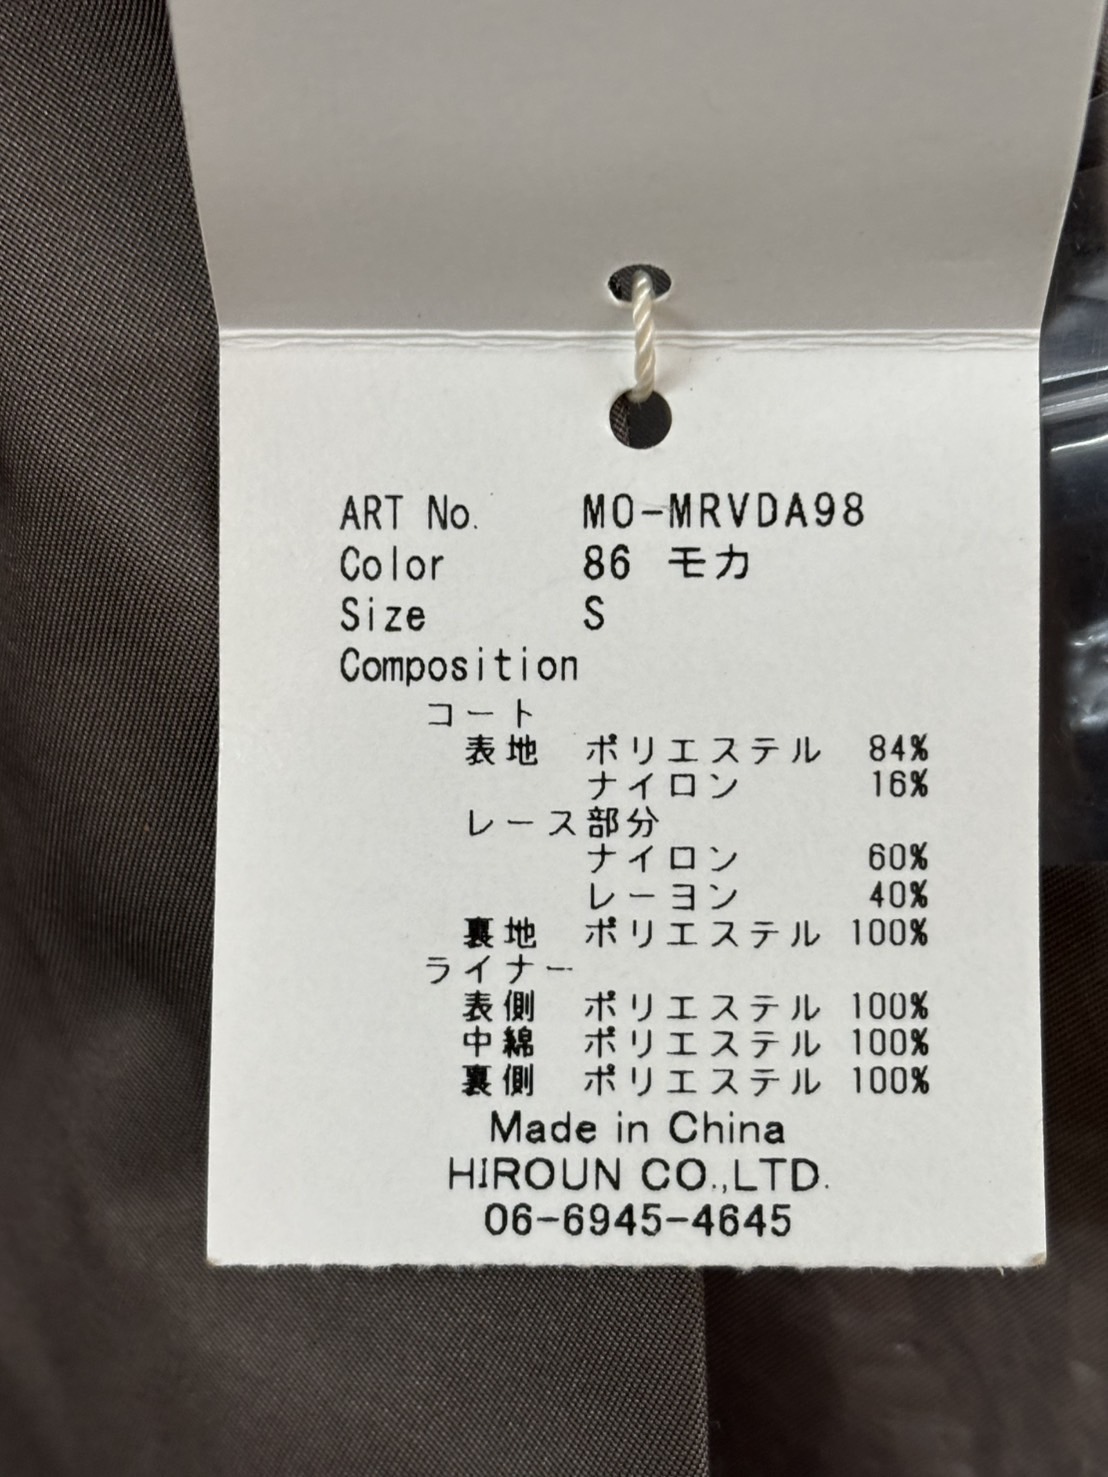 ART No. MO-MRVDA98
Color 86 モカ
Size S
Composition
コート
表地 ポリエステル 84%
ナイロン 16%
レース部分
ナイロン 60%
レーヨン 40%
裏地 ポリエステル 100%
ライナー
表側 ポリエステル 100%
中綿 ポリエステル 100%
裏側 ポリエステル 100%
Made in China
HIROUN CO.,LTD.
06-6945-4645